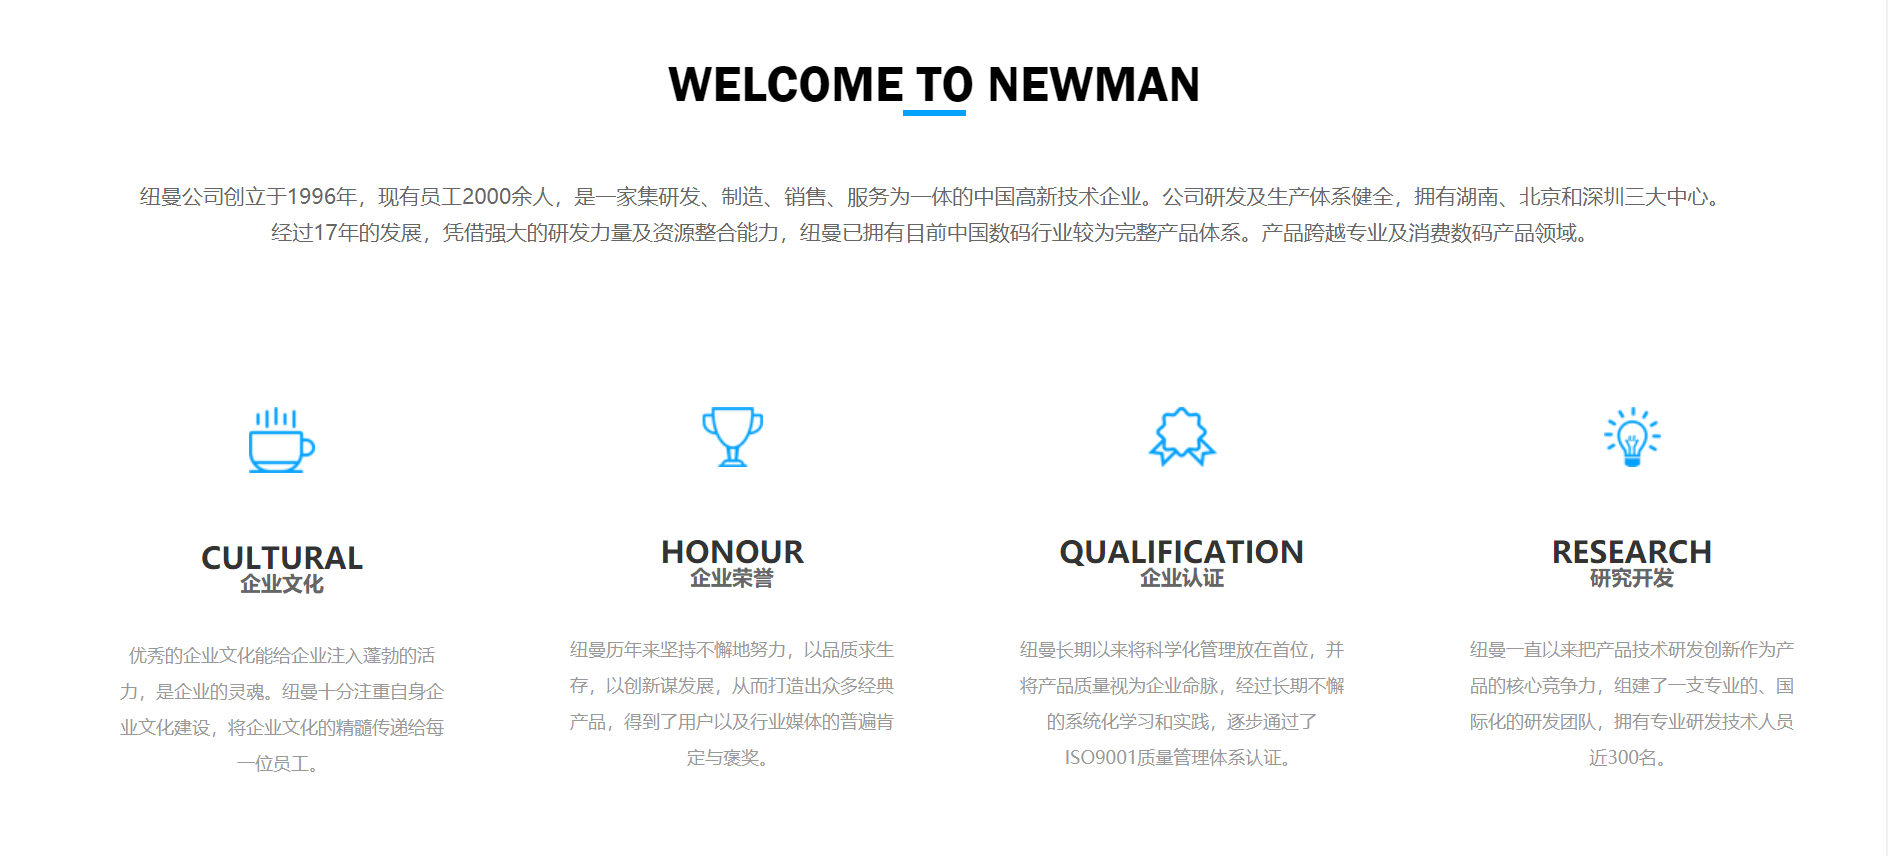 WELCOME TO NEWMAN
纽曼公司创立于1996年，现有员工2000余人，是一家集研发、制造、销售、服务为一体的中国高新技术企业。公司研发及生产体系健全，拥有湖南、北京和深圳三大中心。
经过17年的发展，凭借强大的研发力量及资源整合能力，纽曼已拥有目前中国数码行业较为完整产品体系。产品跨越专业及消费数码产品领域。
CULTURAL
企业文化
优秀的企业文化能给企业注入蓬勃的活
力，是企业的灵魂。纽曼十分注重自身企
业文化建设，将企业文化的精髓传递给每
一位员工。
HONOUR
企业荣誉
纽曼历年来坚持不懈地努力，以品质求生
存，以创新谋发展，从而打造出众多经典
产品，得到了用户以及行业媒体的普遍肯
定与褒奖。
QUALIFICATION
企业认证
纽曼长期以来将科学化管理放在首位，并
将产品质量视为企业命脉，经过长期不懈
的系统化学习和实践，逐步通过了
ISO9001质量管理体系认证。
RESEARCH
研究开发
纽曼一直以来把产品技术研发创新作为产
品的核心竞争力，组建了一支专业的、国
际化的研发团队，拥有专业研发技术人员
近300名。